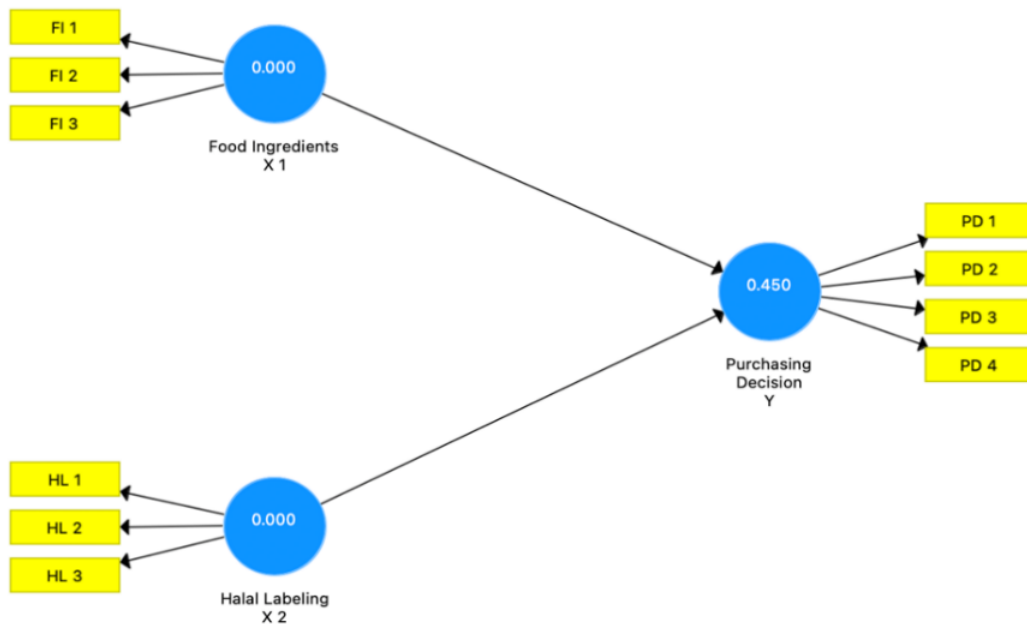 FI 1
FI 2
FI 3
0.000
Food Ingredients
X 1
PD 1
PD 2
PD 3
PD 4
0.450
Purchasing
Decision
Y
HL 1
HL 2
HL 3
0.000
Halal Labeling
X 2